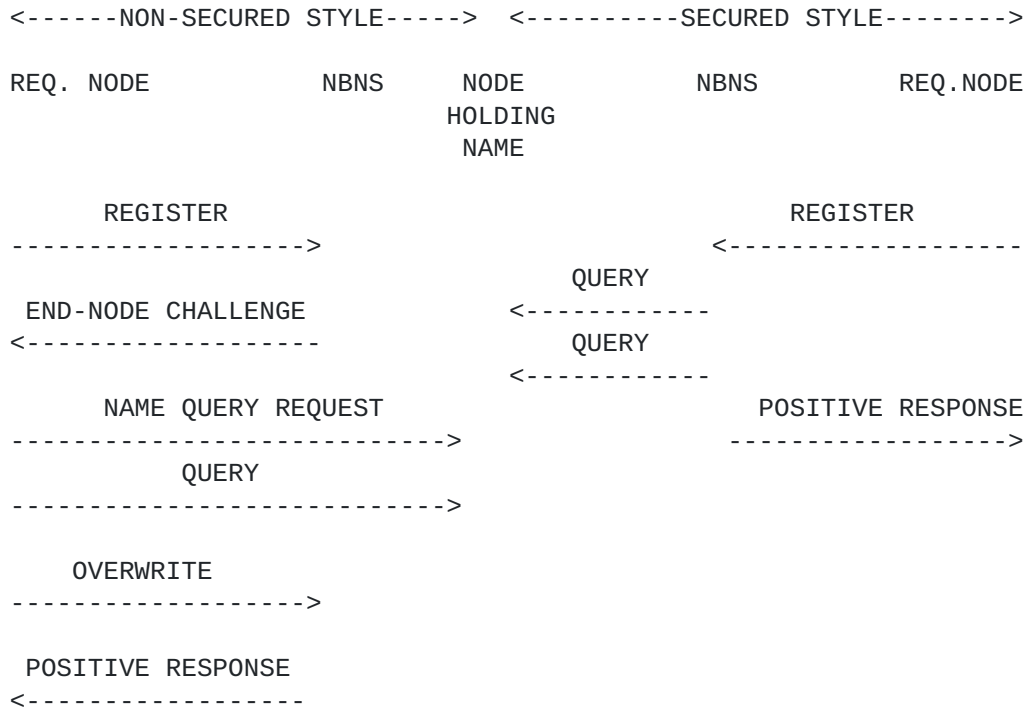 <------NON-SECURED STYLE-----> <----------SECURED STYLE-------->
REQ. NODE NBNS NODE NBNS REQ.NODE
HOLDING
NAME
REGISTER REGISTER
-------------------> <-------------------
QUERY
END-NODE CHALLENGE <------------
<------------------- QUERY
<------------
NAME QUERY REQUEST POSITIVE RESPONSE
----------------------------> ------------------>
QUERY
---------------------------->
OVERWRITE
------------------->
POSITIVE RESPONSE
<------------------